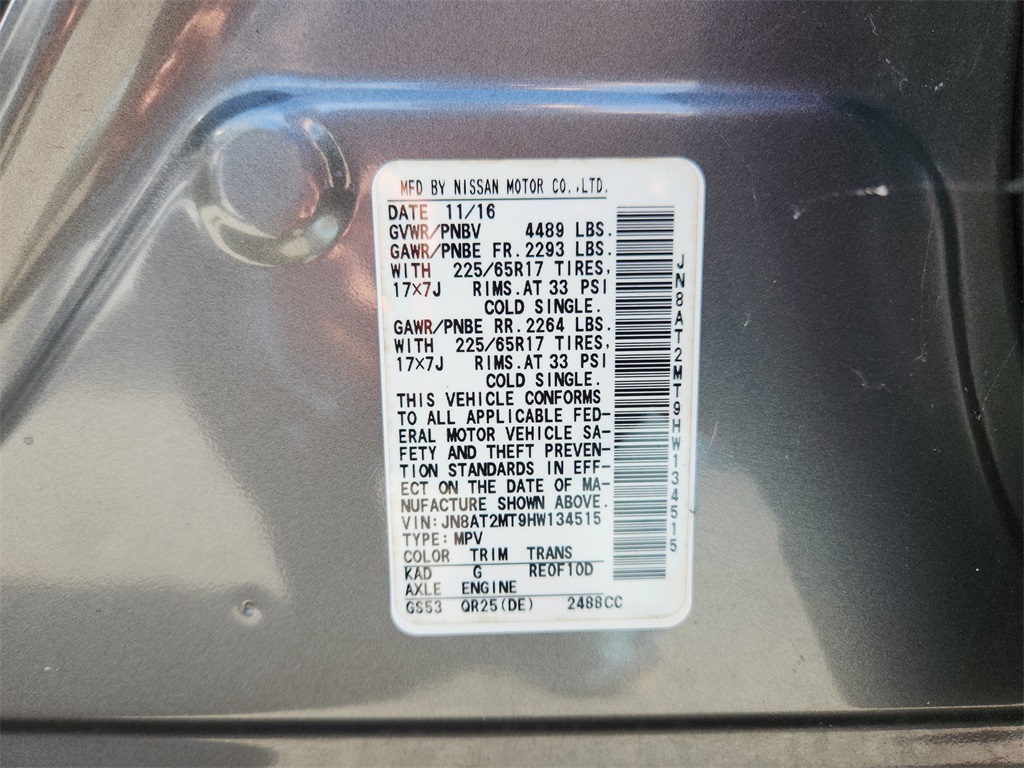 MFD BY NISSAN MOTOR CO.,LTD.
DATE 11/16
GVWR/PNBV 4489 LBS.
GAWR/PNBE FR. 2293 LBS.
WITH 225/65R17 TIRES,
17×7J RIMS. AT 33 PSI
COLD SINGLE.
GAWR/PNBE RR. 2264 LBS.
WITH 225/65R17 TIRES,
17×7J RIMS. AT 33 PSI
COLD SINGLE.
THIS VEHICLE CONFORMS
TO ALL APPLICABLE FED-
ERAL MOTOR VEHICLE SA-
FETY AND THEFT PREVEN-
TION STANDARDS IN EFF-
ECT ON THE DATE OF MA-
NUFACTURE SHOWN ABOVE.
VIN: JN8AT2MT9HW134515
TYPE: MPV
COLOR TRIM TRANS
KAD G RE0F10D
AXLE ENGINE
GS53 QR25(DE) 2488CC
JN8AT2MT9HW134515